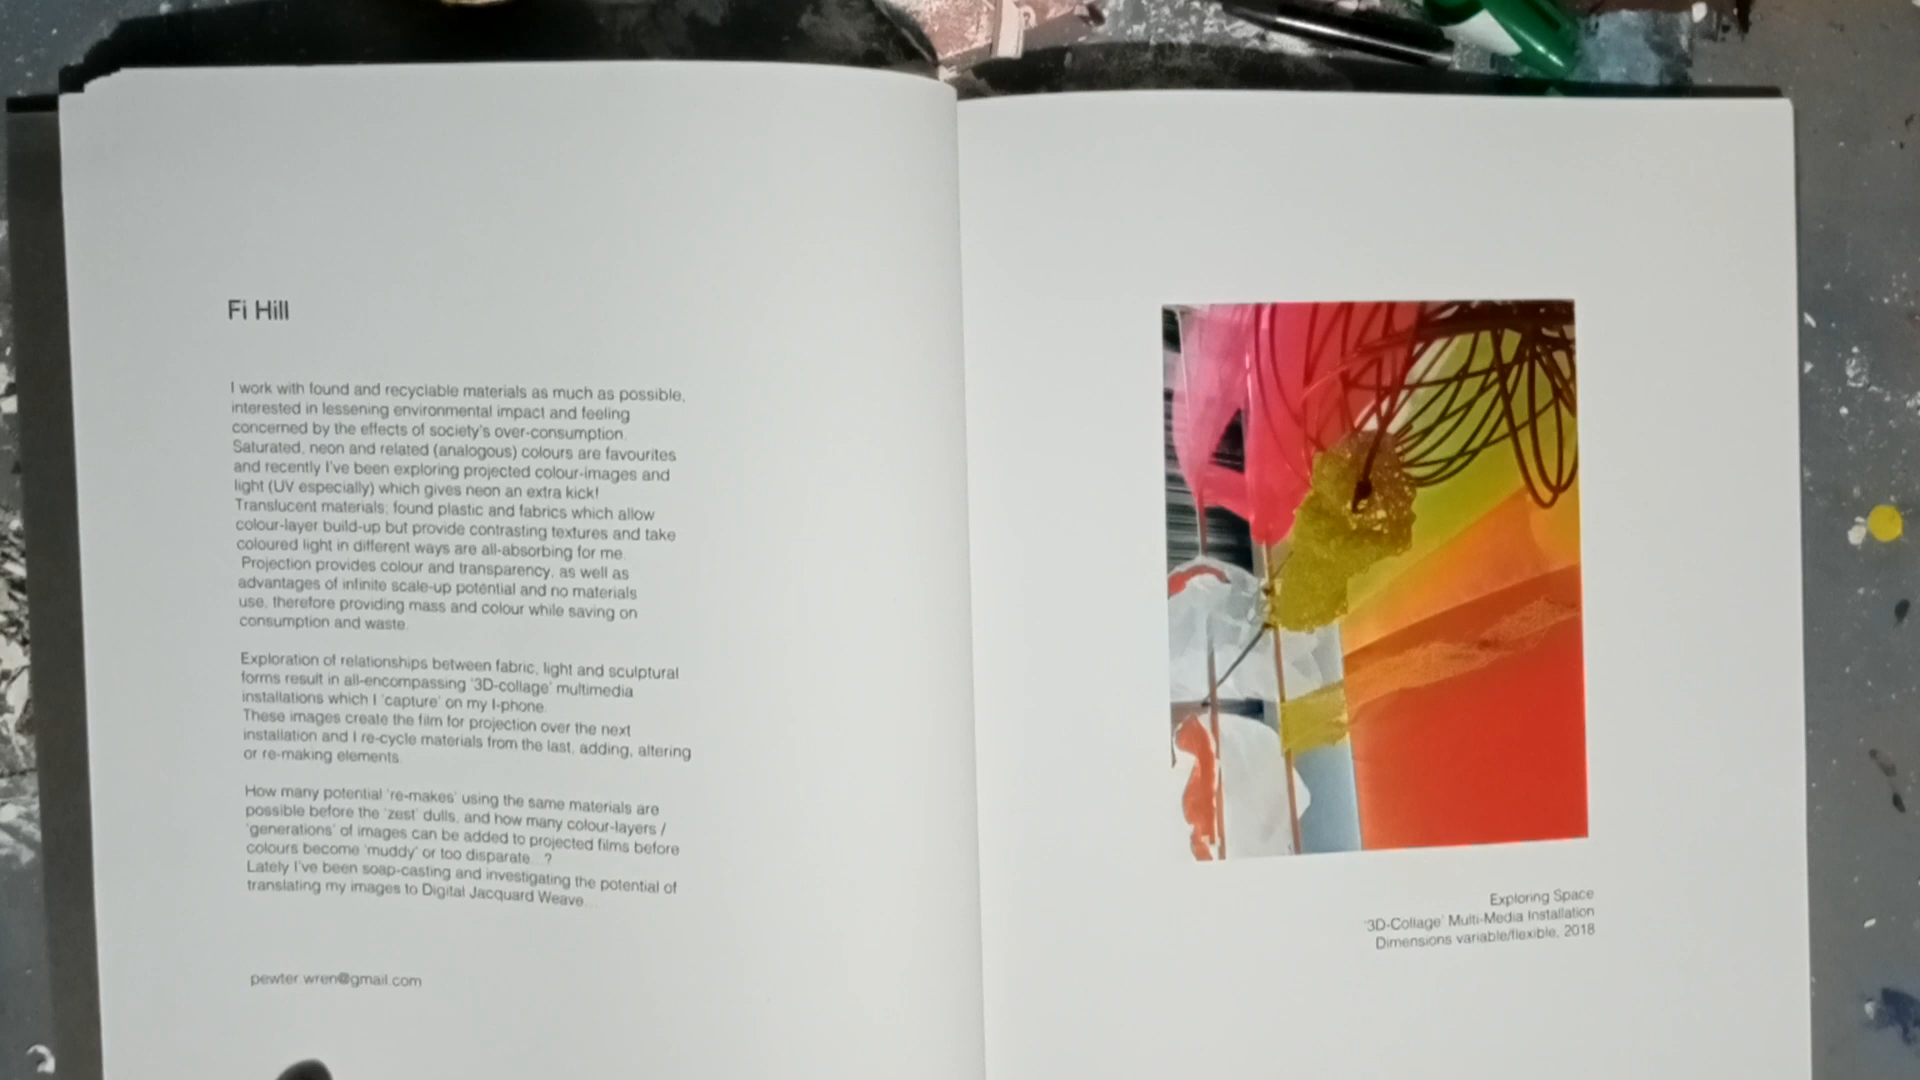 Fi Hill
I work with found and recyclable materials as much as possible,
interested in lessening environmental impact and feeling
concerned by the effects of society's over-consumption.
Saturated, neon and related (analogous) colours are favourites
and recently I've been exploring projected colour-images and
light (UV especially) which gives neon an extra kick!
Translucent materials; found plastic and fabrics which allow
colour-layer build-up but provide contrasting textures and take
coloured light in different ways are all-absorbing for me.
Projection provides colour and transparency, as well as
advantages of infinite scale-up potential and no materials
use, therefore providing mass and colour while saving on
consumption and waste.
Exploration of relationships between fabric, light and sculptural
forms result in all-encompassing '3D-collage' multimedia
installations which I 'capture' on my I-phone.
These images create the film for projection over the next
installation and I re-cycle materials from the last, adding, altering
or re-making elements.
How many potential 're-makes' using the same materials are
possible before the 'zest' dulls, and how many colour-layers /
'generations' of images can be added to projected films before
colours become 'muddy' or too disparate...?
Lately I've been soap-casting and investigating the potential of
translating my images to Digital Jacquard Weave...
pewter.wren@gmail.com
Exploring Space
'3D-Collage' Multi-Media Installation
Dimensions variable/flexible, 2018